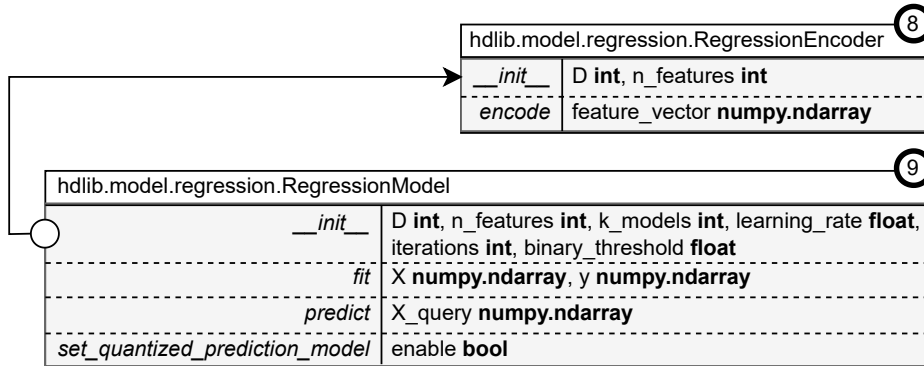 8
hdlib.model.regression.RegressionEncoder
__init__ D int, n_features int
encode feature_vector numpy.ndarray
9
hdlib.model.regression.RegressionModel
__init__ D int, n_features int, k_models int, learning_rate float,
iterations int, binary_threshold float
fit X numpy.ndarray, y numpy.ndarray
predict X_query numpy.ndarray
set_quantized_prediction_model enable bool